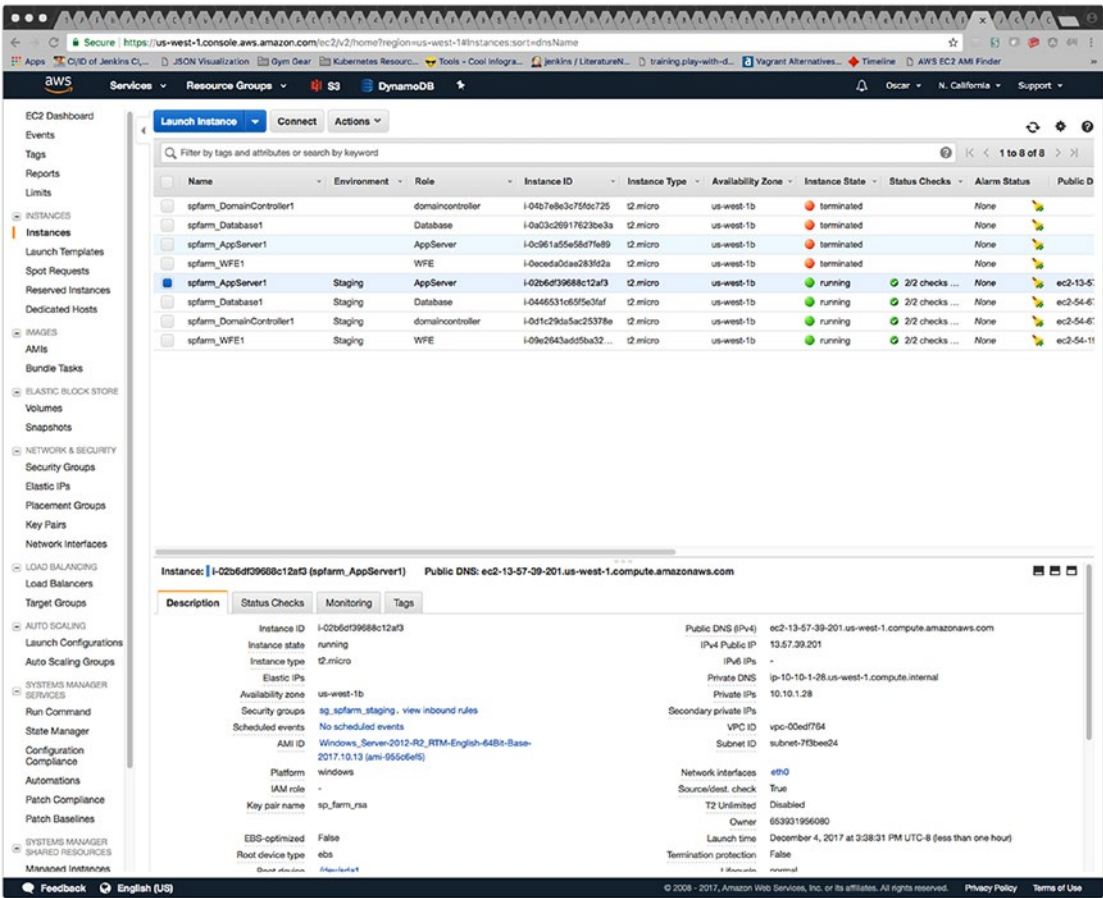 Secure | https://us-west-1.console.aws.amazon.com/ec2/v2/home?region=us-west-1#Instances:sort=dnsName
Apps CI/ID of Jenkins CI,... JSON Visualization Gym Gear Kubernetes Resourc... Tools - Cool Infogra... jenkins / LiteratureN... training.play-with-d... Vagrant Alternatives... Timeline AWS EC2 AMI Finder »
aws Services Resource Groups S3 DynamoDB Oscar N. California Support
EC2 Dashboard
Events
Tags
Reports
Limits
INSTANCES
Instances
Launch Templates
Spot Requests
Reserved Instances
Dedicated Hosts
IMAGES
AMIs
Bundle Tasks
ELASTIC BLOCK STORE
Volumes
Snapshots
NETWORK & SECURITY
Security Groups
Elastic IPs
Placement Groups
Key Pairs
Network Interfaces
LOAD BALANCING
Load Balancers
Target Groups
AUTO SCALING
Launch Configurations
Auto Scaling Groups
SYSTEMS MANAGER
SERVICES
Run Command
State Manager
Configuration
Compliance
Automations
Patch Compliance
Patch Baselines
SYSTEMS MANAGER
SHARED RESOURCES
Managed Instances
Launch Instance Connect Actions
Filter by tags and attributes or search by keyword 1 to 8 of 8
Name Environment Role Instance ID Instance Type Availability Zone Instance State Status Checks Alarm Status Public D
spfarm_DomainController1 domaincontroller i-04b7e8e3c75fdc725 t2.micro us-west-1b terminated None
spfarm_Database1 Database i-0a03c26917623be3a t2.micro us-west-1b terminated None
spfarm_AppServer1 AppServer i-0c961a55e58d7fe89 t2.micro us-west-1b terminated None
spfarm_WFE1 WFE i-0eceda0dae283fd2a t2.micro us-west-1b terminated None
spfarm_AppServer1 Staging AppServer i-02b6df39688c12af3 t2.micro us-west-1b running 2/2 checks ... None ec2-13-5
spfarm_Database1 Staging Database i-0446531c65f5e3faf t2.micro us-west-1b running 2/2 checks ... None ec2-54-6
spfarm_DomainController1 Staging domaincontroller i-0d1c29da5ac25378e t2.micro us-west-1b running 2/2 checks ... None ec2-54-6
spfarm_WFE1 Staging WFE i-09e2643add5ba32... t2.micro us-west-1b running 2/2 checks ... None ec2-54-1
Instance: i-02b6df39688c12af3 (spfarm_AppServer1) Public DNS: ec2-13-57-39-201.us-west-1.compute.amazonaws.com
Description Status Checks Monitoring Tags
Instance ID i-02b6df39688c12af3 Public DNS (IPv4) ec2-13-57-39-201.us-west-1.compute.amazonaws.com
Instance state running IPv4 Public IP 13.57.39.201
Instance type t2.micro IPv6 IPs -
Elastic IPs Private DNS ip-10-10-1-28.us-west-1.compute.internal
Availability zone us-west-1b Private IPs 10.10.1.28
Security groups sg_spfarm_staging. view inbound rules Secondary private IPs
Scheduled events No scheduled events VPC ID vpc-00edf764
AMI ID Windows_Server-2012-R2_RTM-English-64Bit-Base-2017.10.13 (ami-955c6ef5) Subnet ID subnet-7f3bee24
Platform windows Network interfaces eth0
IAM role - Source/dest. check True
Key pair name sp_farm_rsa T2 Unlimited Disabled
Owner 653931956080
EBS-optimized False Launch time December 4, 2017 at 3:38:31 PM UTC-8 (less than one hour)
Root device type ebs Termination protection False
Root device /dev/sda1 Lifecycle normal
Feedback English (US) © 2008 - 2017, Amazon Web Services, Inc. or its affiliates. All rights reserved. Privacy Policy Terms of Use